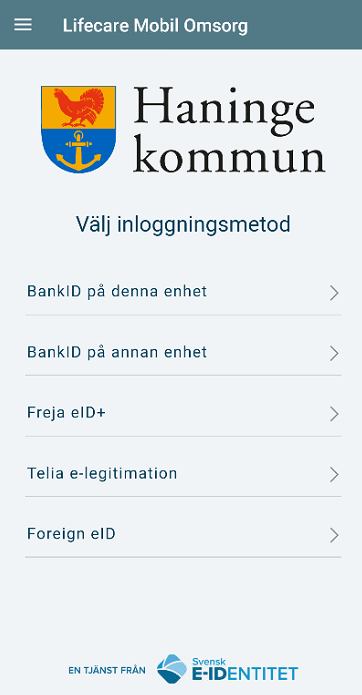 Lifecare Mobil Omsorg
Haninge
kommun
Välj inloggningsmetod
BankID på denna enhet
BankID på annan enhet
Freja eID+
Telia e-legitimation
Foreign eID
EN TJÄNST FRÅN
Svensk
E-IDENTITET